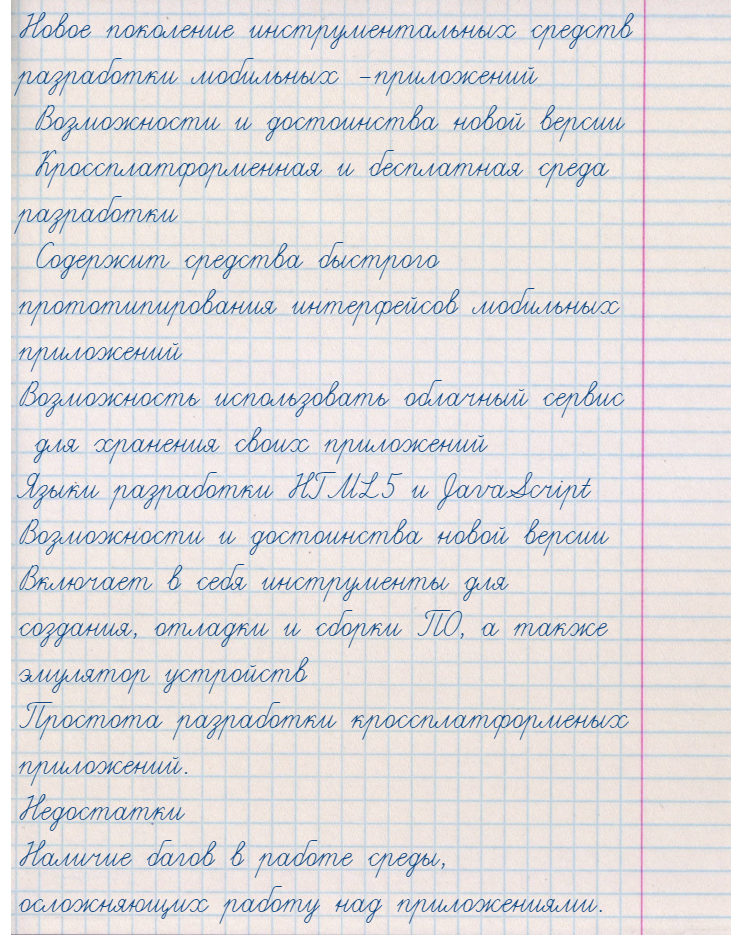 Новое поколение инструментальных средств
разработки мобильных -приложений
Возможности и достоинства новой версии
Кроссплатформенная и бесплатная среда
разработки
Содержит средства быстрого
прототипирования интерфейсов мобильных
приложений
Возможность использовать облачный сервис
для хранения своих приложений
Языки разработки HTML5 и JavaScript
Возможности и достоинства новой версии
Включает в себя инструменты для
создания, отладки и сборки ПО, а также
эмулятор устройств
Простота разработки кроссплатформеных
приложений.
Недостатки
Наличие багов в работе среды,
осложняющих работу над приложениями.